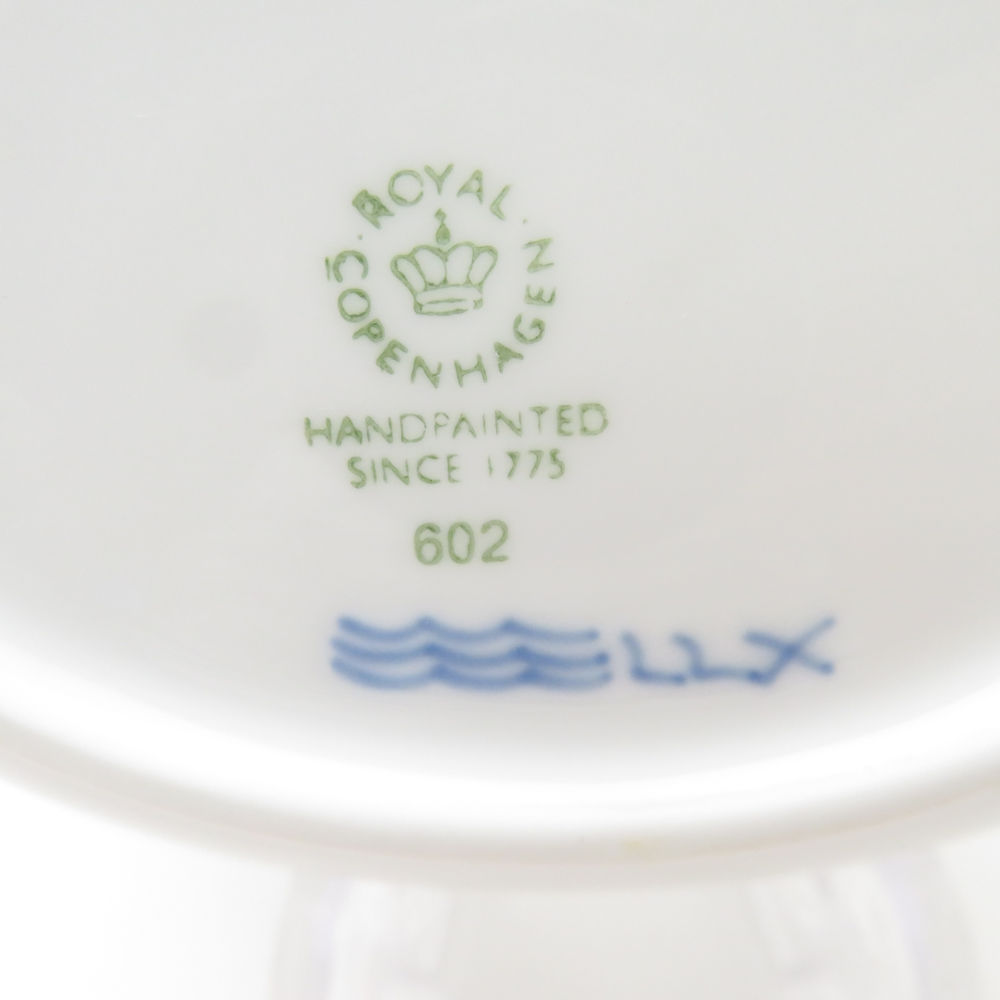 ROYAL
COPENHAGEN
HANDPAINTED
SINCE 1775
602
LLX